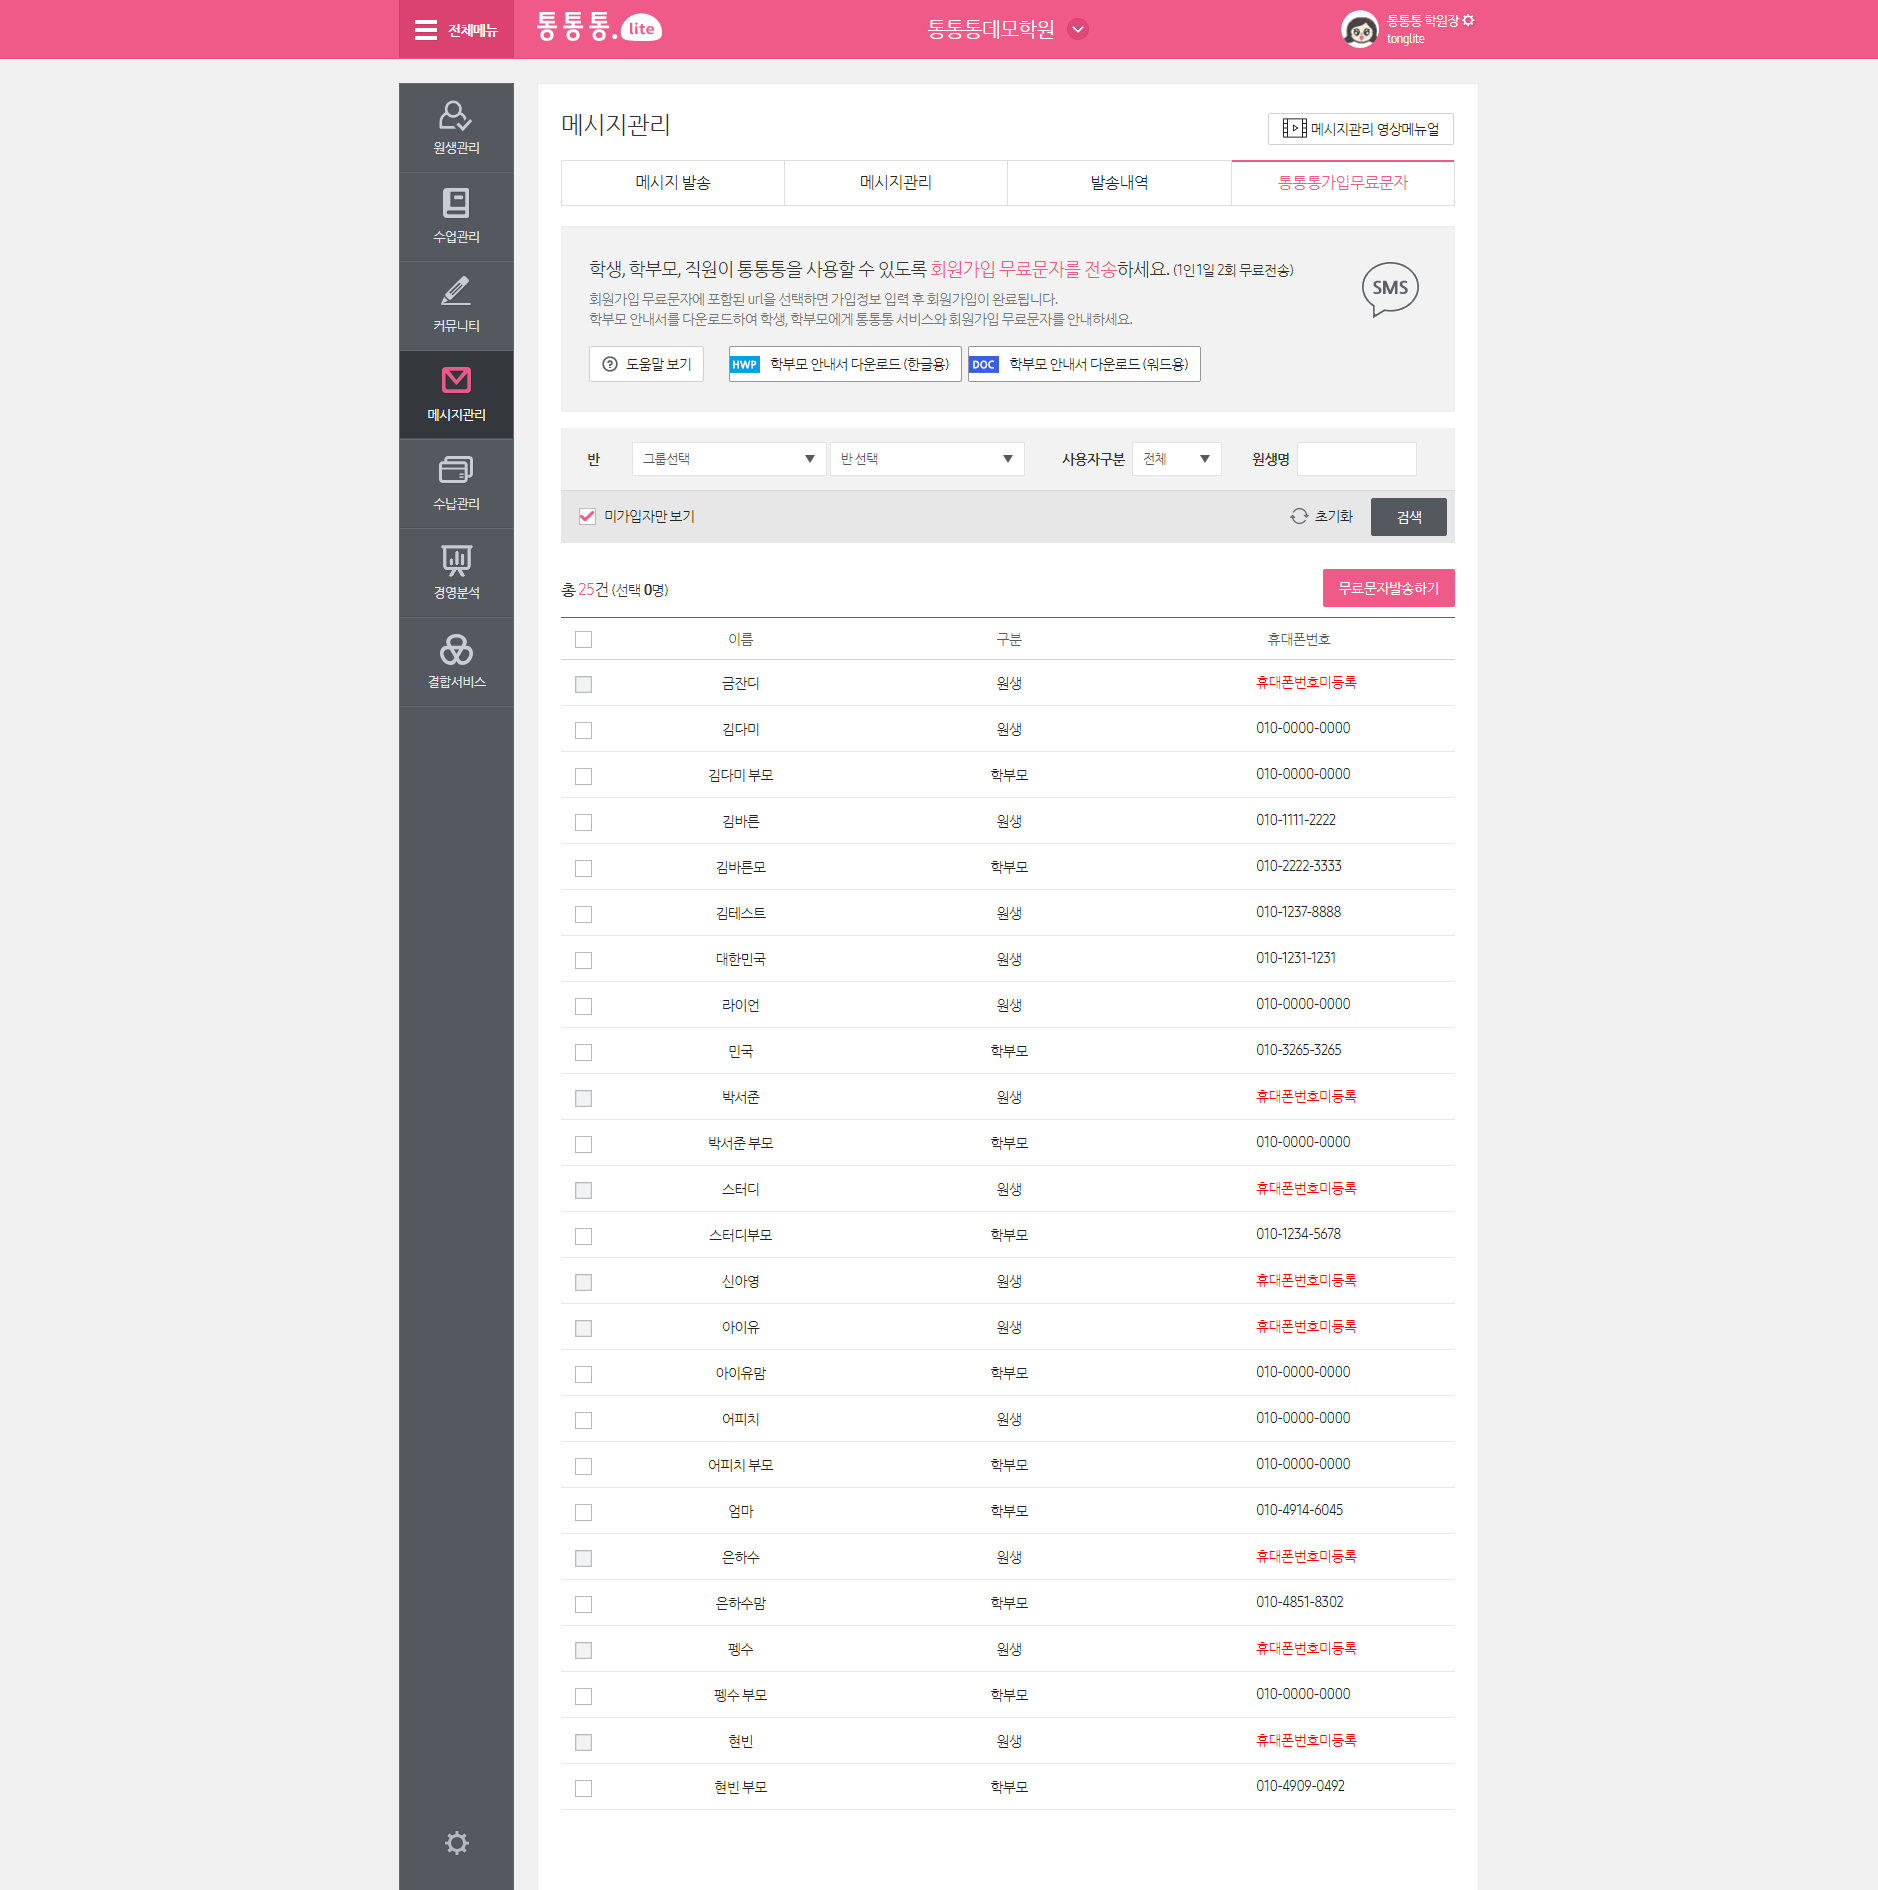 전체메뉴
통통통. lite
통통통데모학원
통통통 학원장
tonglite
원생관리
수업관리
커뮤니티
메시지관리
수납관리
경영분석
결합서비스
메시지관리
메시지관리 영상메뉴얼
메시지 발송 메시지관리 발송내역 통통통가입무료문자
학생, 학부모, 직원이 통통통을 사용할 수 있도록 회원가입 무료문자를 전송하세요. (1인 1일 2회 무료전송)
SMS
회원가입 무료문자에 포함된 url을 선택하면 가입정보 입력 후 회원가입이 완료됩니다.
학부모 안내서를 다운로드하여 학생, 학부모에게 통통통 서비스와 회원가입 무료문자를 안내하세요.
? 도움말 보기 HWP 학부모 안내서 다운로드 (한글용) DOC 학부모 안내서 다운로드 (워드용)
반 그룹선택 반 선택 사용자구분 전체 원생명
미가입자만 보기 초기화 검색
총 25건 (선택 0명) 무료문자발송하기
이름 구분 휴대폰번호
금잔디 원생 휴대폰번호미등록
김다미 원생 010-0000-0000
김다미 부모 학부모 010-0000-0000
김바른 원생 010-1111-2222
김바른모 학부모 010-2222-3333
김테스트 원생 010-1237-8888
대한민국 원생 010-1231-1231
라이언 원생 010-0000-0000
민국 학부모 010-3265-3265
박서준 원생 휴대폰번호미등록
박서준 부모 학부모 010-0000-0000
스터디 원생 휴대폰번호미등록
스터디부모 학부모 010-1234-5678
신아영 원생 휴대폰번호미등록
아이유 원생 휴대폰번호미등록
아이유맘 학부모 010-0000-0000
어피치 원생 010-0000-0000
어피치 부모 학부모 010-0000-0000
엄마 학부모 010-4914-6045
은하수 원생 휴대폰번호미등록
은하수맘 학부모 010-4851-8302
펭수 원생 휴대폰번호미등록
펭수 부모 학부모 010-0000-0000
현빈 원생 휴대폰번호미등록
현빈 부모 학부모 010-4909-0492